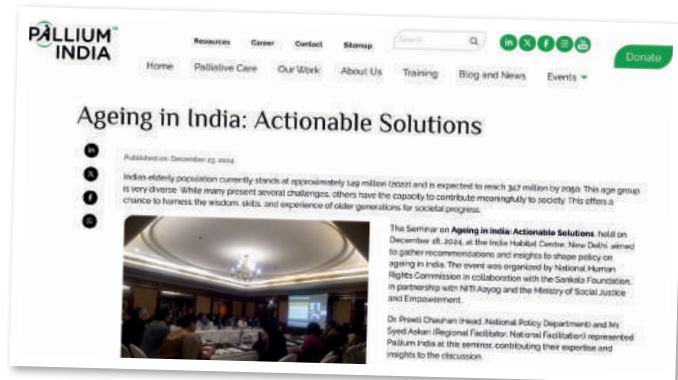 PALLIUM
INDIA
Resources Career Contact Sitemap
Search
Donate
Home Palliative Care Our Work About Us Training Blog and News Events
Ageing in India: Actionable Solutions
Published on: December 23, 2024
India's elderly population currently stands at approximately 149 million (2022) and is expected to reach 347 million by 2050. This age group
is very diverse. While many present several challenges, others have the capacity to contribute meaningfully to society. This offers a
chance to harness the wisdom, skills, and experience of older generations for societal progress.
The Seminar on Ageing in India: Actionable Solutions, held on
December 18, 2024, at the India Habitat Centre, New Delhi, aimed
to gather recommendations and insights to shape policy on
ageing in India. The event was organized by National Human
Rights Commission in collaboration with the Sankala Foundation,
in partnership with NITI Aayog and the Ministry of Social Justice
and Empowerment.
Dr Preeti Chauhan (Head, National Policy Department) and Mr
Syed Askari (Regional Facilitator, National Facilitation) represented
Pallium India at this seminar, contributing their expertise and
insights to the discussion.